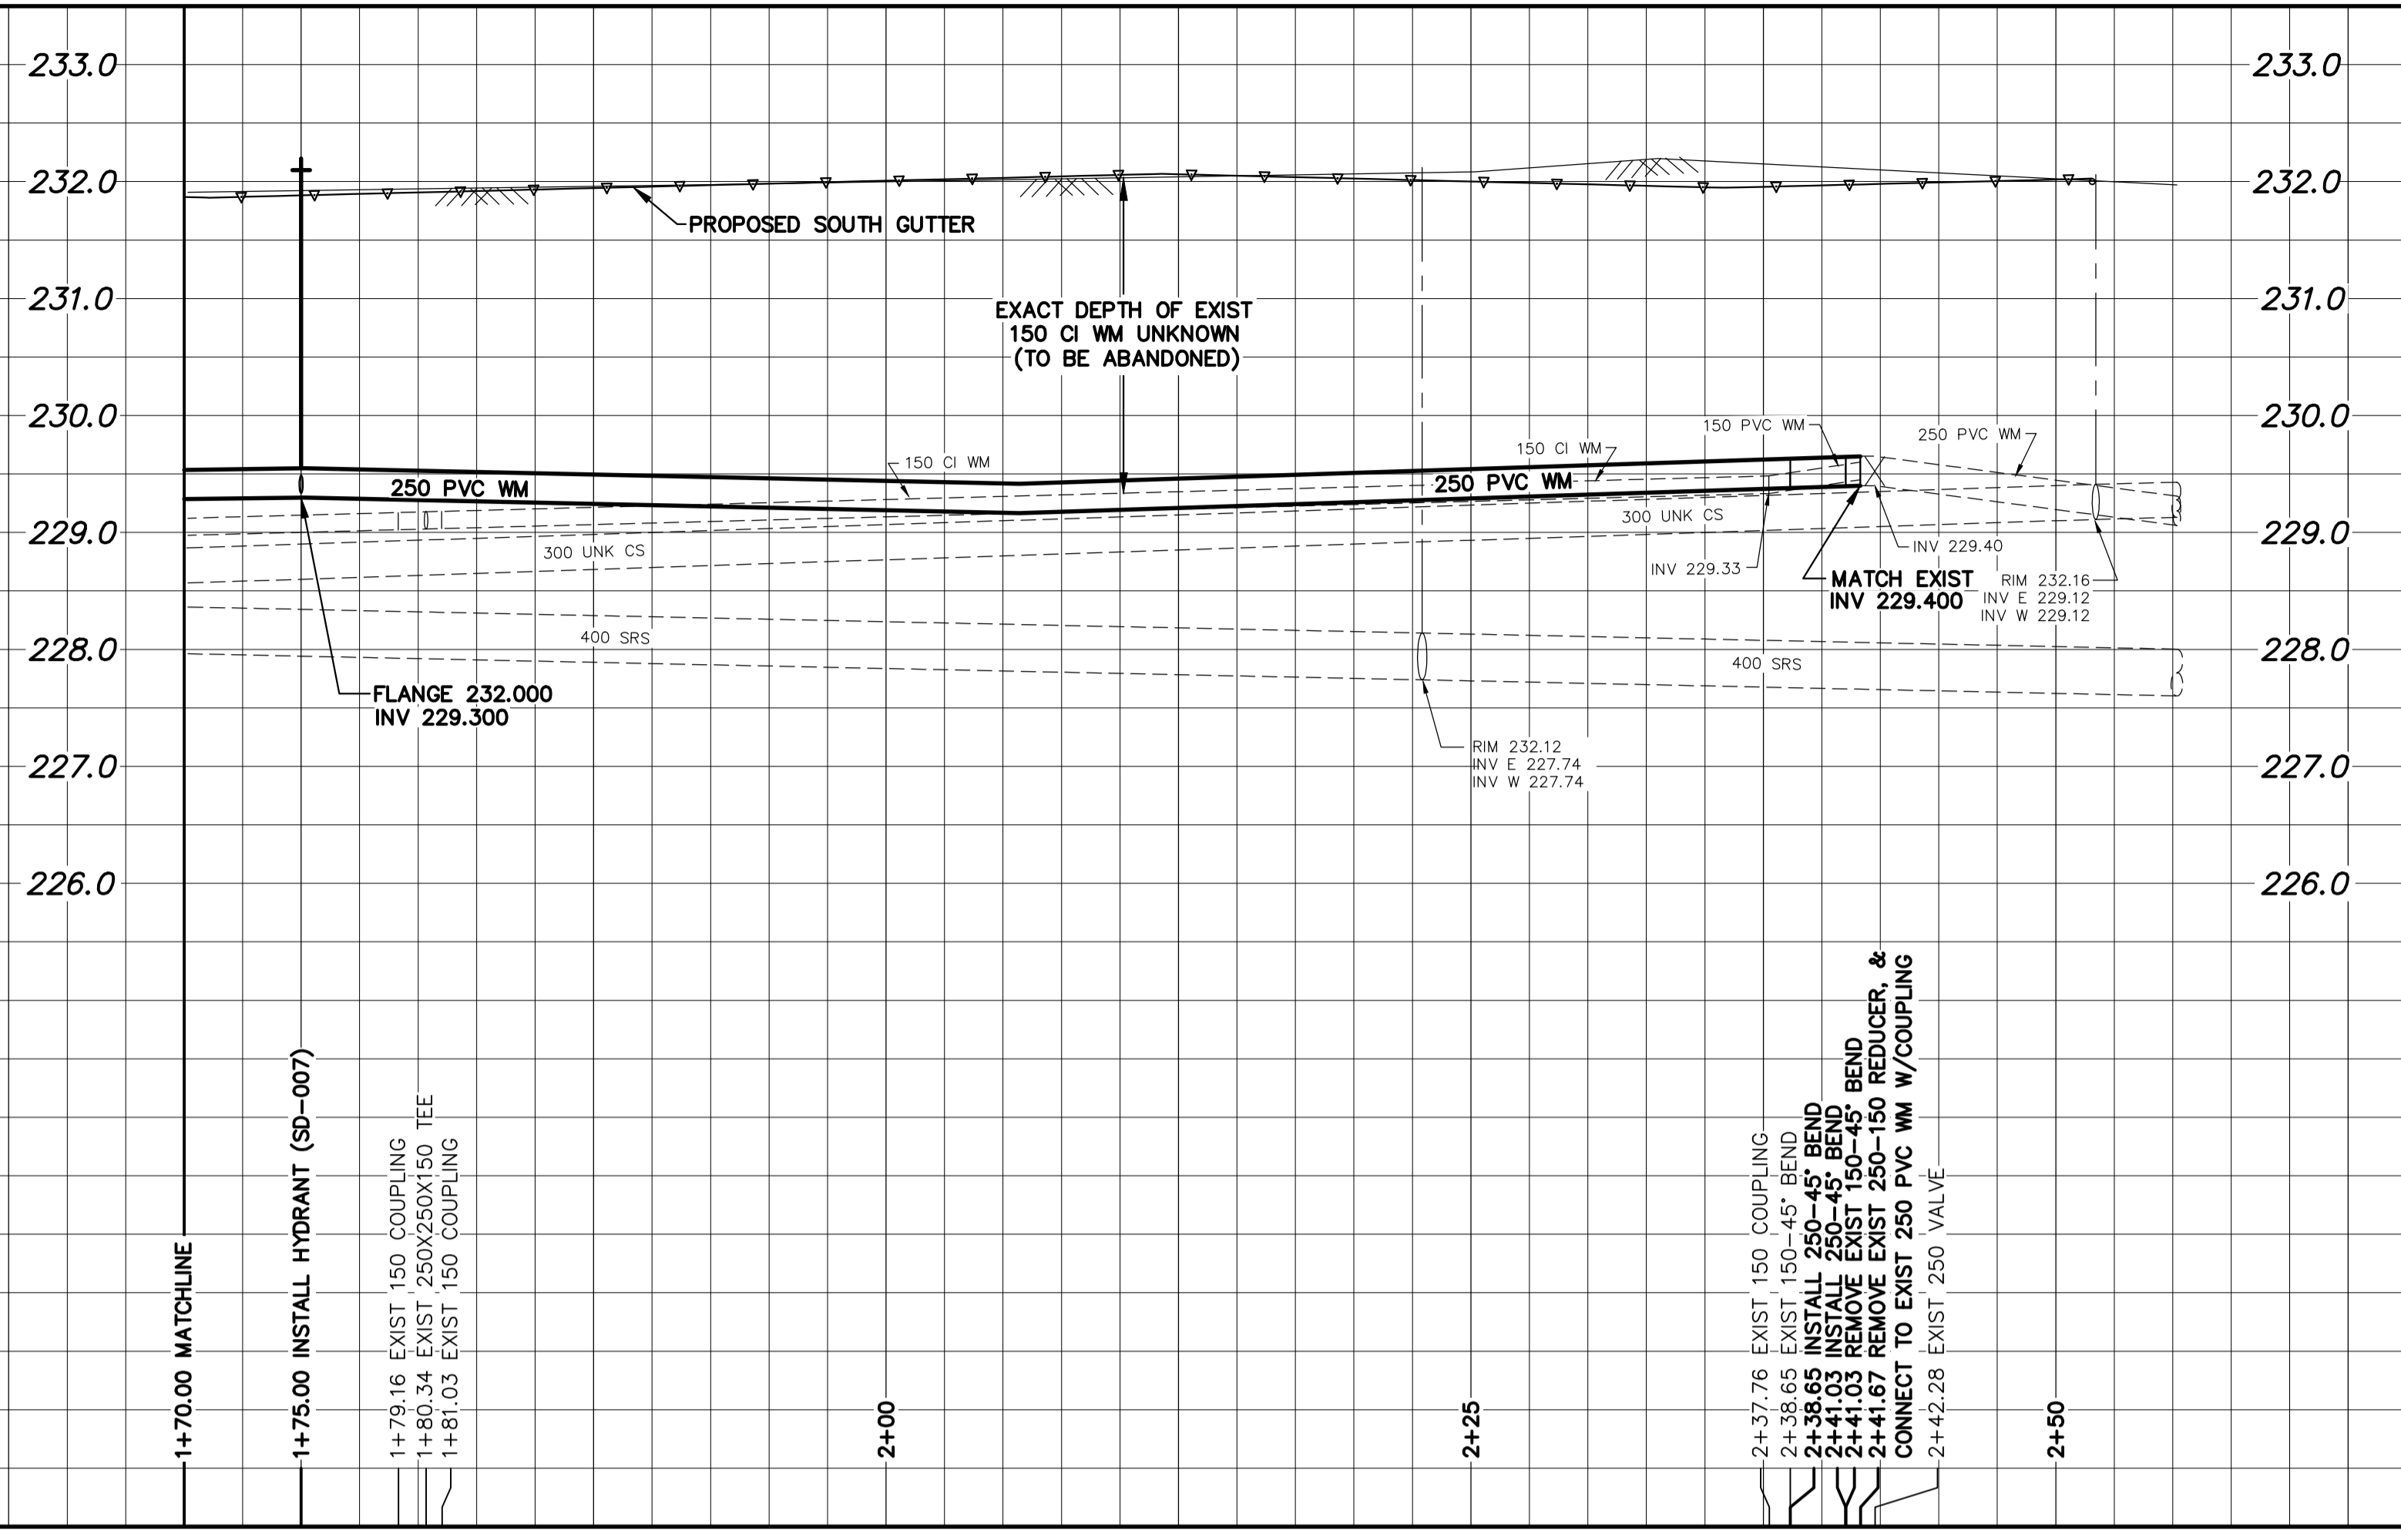 233.0
233.0
232.0
232.0
PROPOSED SOUTH GUTTER
231.0
231.0
EXACT DEPTH OF EXIST
150 CI WM UNKNOWN
(TO BE ABANDONED)
230.0
230.0
150 PVC WM
250 PVC WM
150 CI WM
150 CI WM
250 PVC WM
250 PVC WM
300 UNK CS
229.0
229.0
300 UNK CS
INV 229.40
INV 229.33
MATCH EXIST
INV 229.400
RIM 232.16
INV E 229.12
INV W 229.12
228.0
228.0
400 SRS
400 SRS
FLANGE 232.000
INV 229.300
RIM 232.12
INV E 227.74
INV W 227.74
227.0
227.0
226.0
226.0
1+70.00 MATCHLINE
1+75.00 INSTALL HYDRANT (SD-007)
1+79.16 EXIST 150 COUPLING
1+80.34 EXIST 250X250X150 TEE
1+81.03 EXIST 150 COUPLING
2+00
2+25
2+37.76 EXIST 150 COUPLING
2+38.65 EXIST 150-45° BEND
2+38.65 INSTALL 250-45° BEND
2+41.03 INSTALL 250-45° BEND
2+41.03 REMOVE EXIST 150-45° BEND
2+41.67 REMOVE EXIST 250-150 REDUCER, &
CONNECT TO EXIST 250 PVC WM W/COUPLING
2+42.28 EXIST 250 VALVE
2+50